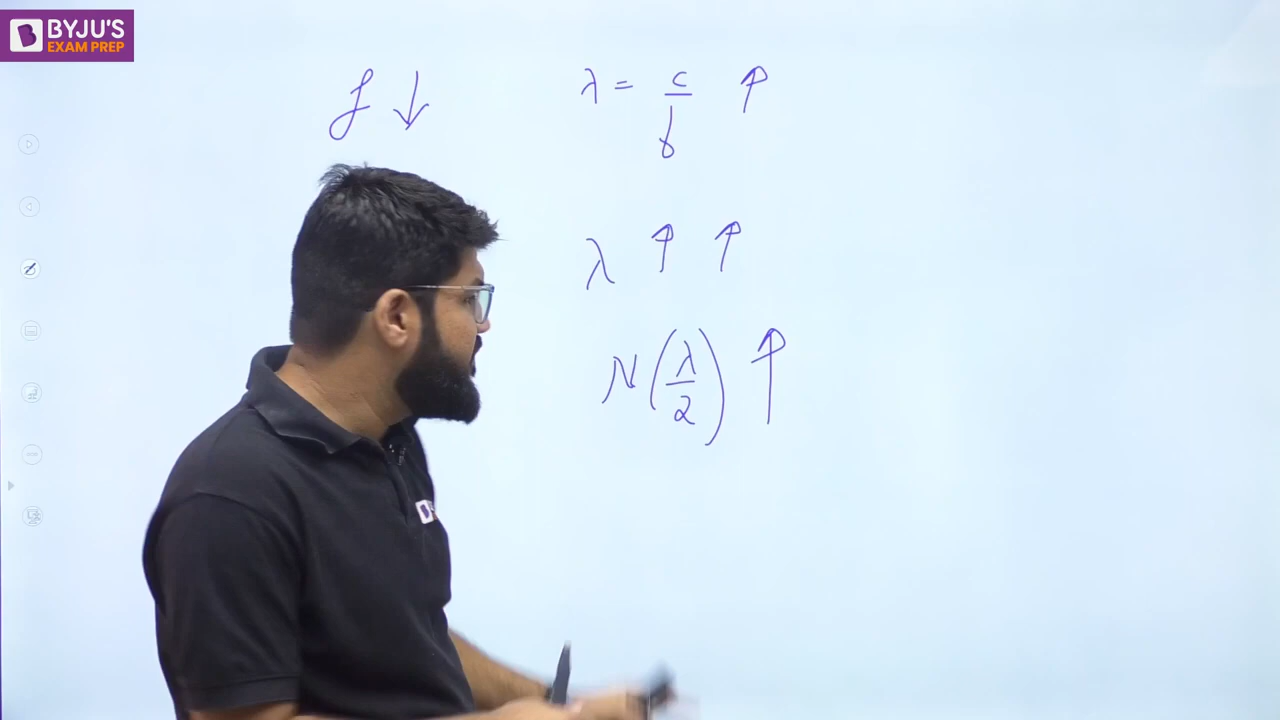 BYJU'S
EXAM PREP
f ↓ λ = c/f ↑
λ ↑ ↑
N(λ/2) ↑